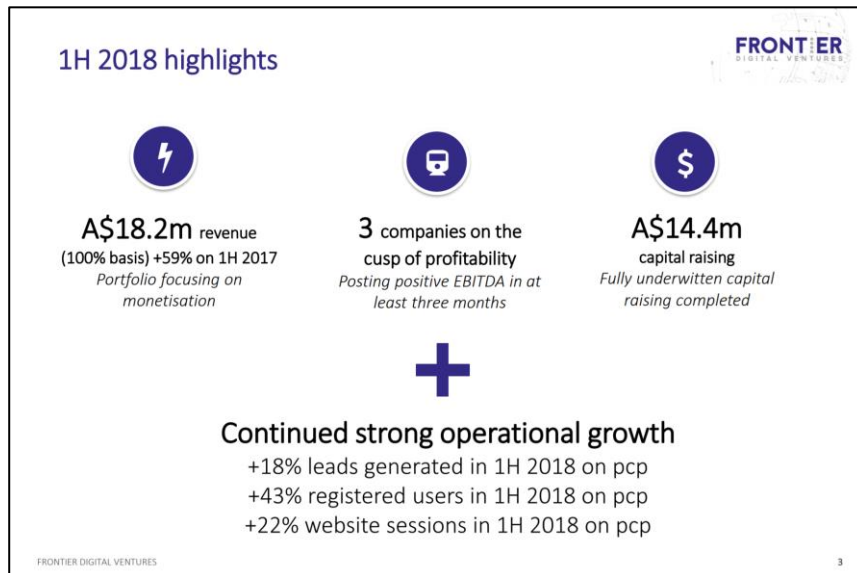 1H 2018 highlights
FRONTIER
DIGITAL VENTURES
A$18.2m revenue
(100% basis) +59% on 1H 2017
Portfolio focusing on
monetisation
3 companies on the
cusp of profitability
Posting positive EBITDA in at
least three months
A$14.4m
capital raising
Fully underwitten capital
raising completed
Continued strong operational growth
+18% leads generated in 1H 2018 on pcp
+43% registered users in 1H 2018 on pcp
+22% website sessions in 1H 2018 on pcp
FRONTIER DIGITAL VENTURES
3